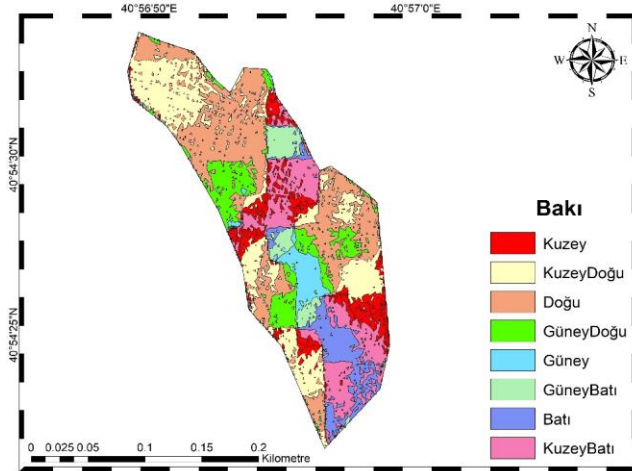 40°56'50"E
40°57'0"E
N
W E
S
40°54'30"N
40°54'25"N
Bakı
Kuzey
KuzeyDoğu
Doğu
GüneyDoğu
Güney
GüneyBatı
Batı
KuzeyBatı
0 0.025 0.05 0.1 0.15 0.2
Kilometre